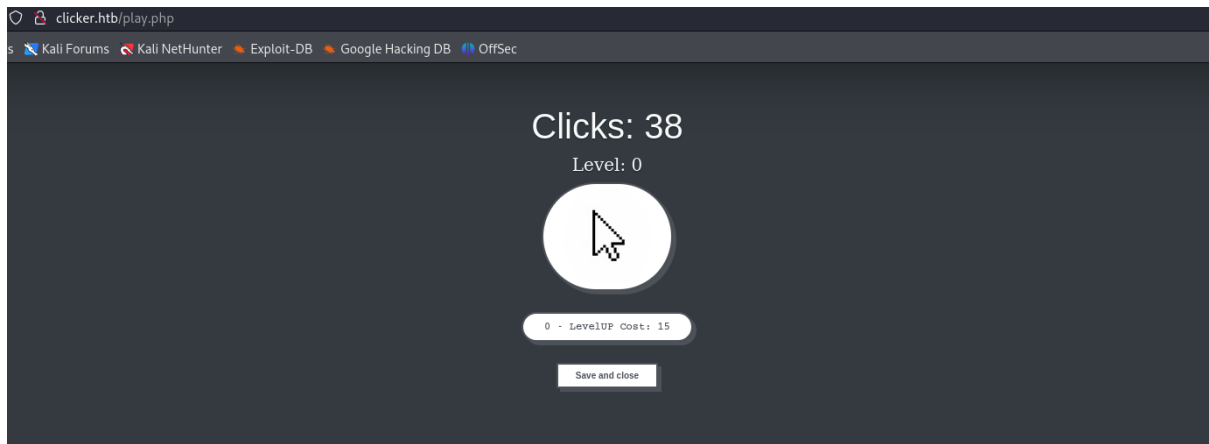 clicker.htb/play.php
s Kali Forums Kali NetHunter Exploit-DB Google Hacking DB OffSec
Clicks: 38
Level: 0
0 - LevelUP Cost: 15
Save and close